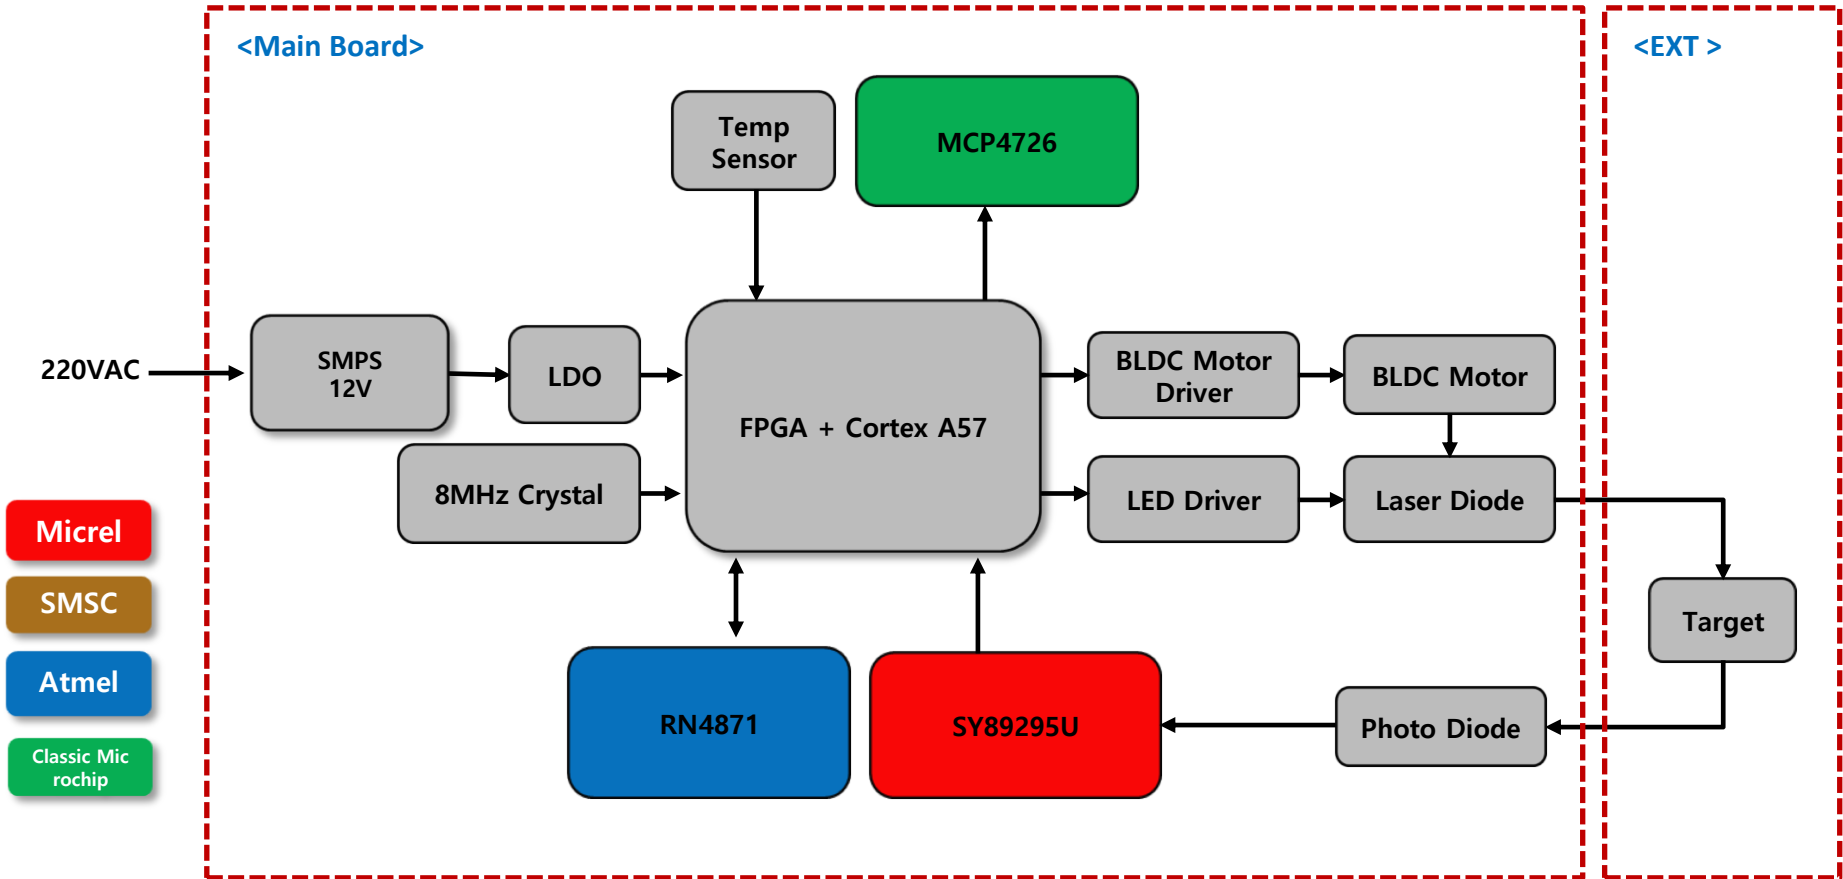 <Main Board>
<EXT >
Temp
Sensor
MCP4726
220VAC
SMPS
12V
LDO
FPGA + Cortex A57
BLDC Motor
Driver
BLDC Motor
8MHz Crystal
LED Driver
Laser Diode
Micrel
SMSC
Atmel
Classic Mic
rochip
Target
RN4871
SY89295U
Photo Diode